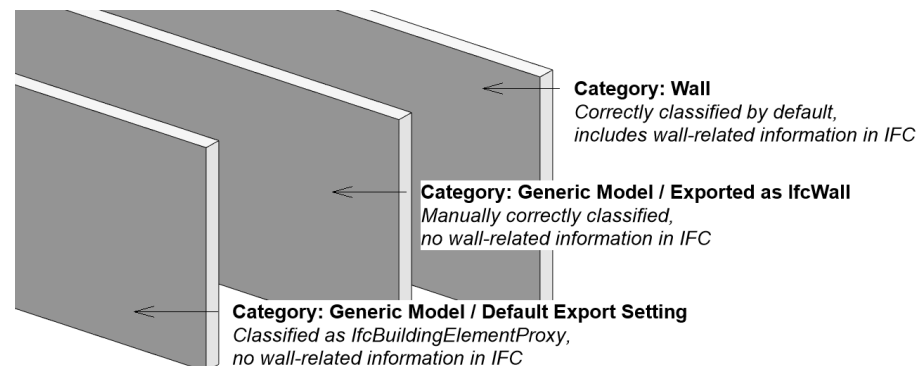 Category: Wall
Correctly classified by default,
includes wall-related information in IFC
Category: Generic Model / Exported as IfcWall
Manually correctly classified,
no wall-related information in IFC
Category: Generic Model / Default Export Setting
Classified as IfcBuildingElementProxy,
no wall-related information in IFC